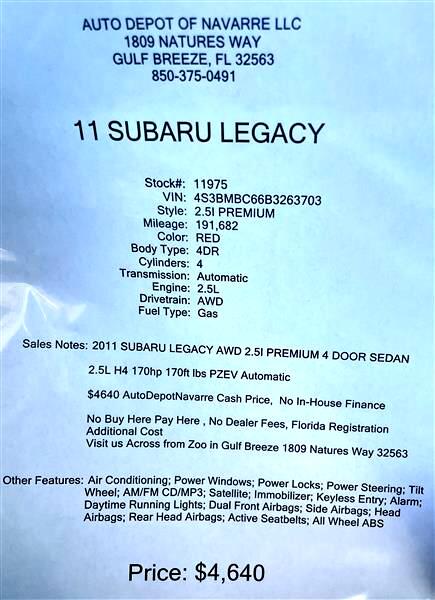 AUTO DEPOT OF NAVARRE LLC
1809 NATURES WAY
GULF BREEZE, FL 32563
850-375-0491
11 SUBARU LEGACY
Stock#: 11975
VIN: 4S3BMBC66B3263703
Style: 2.5I PREMIUM
Mileage: 191,682
Color: RED
Body Type: 4DR
Cylinders: 4
Transmission: Automatic
Engine: 2.5L
Drivetrain: AWD
Fuel Type: Gas
Sales Notes: 2011 SUBARU LEGACY AWD 2.5I PREMIUM 4 DOOR SEDAN
2.5L H4 170hp 170ft lbs PZEV Automatic
$4640 AutoDepotNavarre Cash Price, No In-House Finance
No Buy Here Pay Here , No Dealer Fees, Florida Registration
Additional Cost
Visit us Across from Zoo in Gulf Breeze 1809 Natures Way 32563
Other Features: Air Conditioning; Power Windows; Power Locks; Power Steering; Tilt
Wheel; AM/FM CD/MP3; Satellite; Immobilizer; Keyless Entry; Alarm;
Daytime Running Lights; Dual Front Airbags; Side Airbags; Head
Airbags; Rear Head Airbags; Active Seatbelts; All Wheel ABS
Price: $4,640